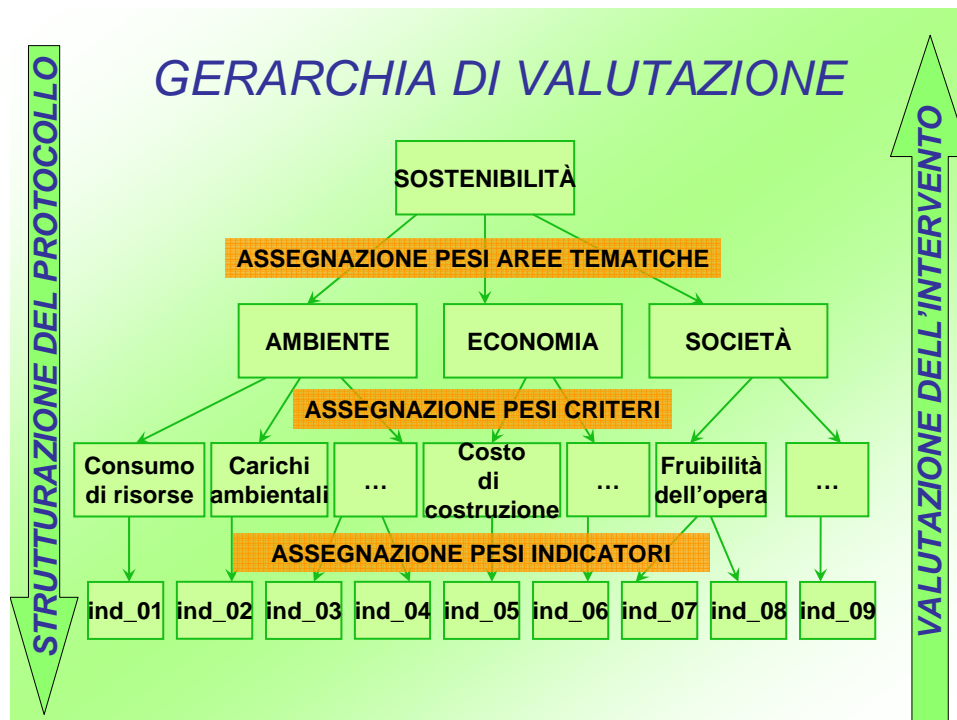 GERARCHIA DI VALUTAZIONE
STRUTTURAZIONE DEL PROTOCOLLO
VALUTAZIONE DELL'INTERVENTO
SOSTENIBILITÀ
ASSEGNAZIONE PESI AREE TEMATICHE
AMBIENTE
ECONOMIA
SOCIETÀ
ASSEGNAZIONE PESI CRITERI
Consumo
di risorse
Carichi
ambientali
...
Costo
di
costruzione
...
Fruibilità
dell'opera
...
ASSEGNAZIONE PESI INDICATORI
ind_01
ind_02
ind_03
ind_04
ind_05
ind_06
ind_07
ind_08
ind_09